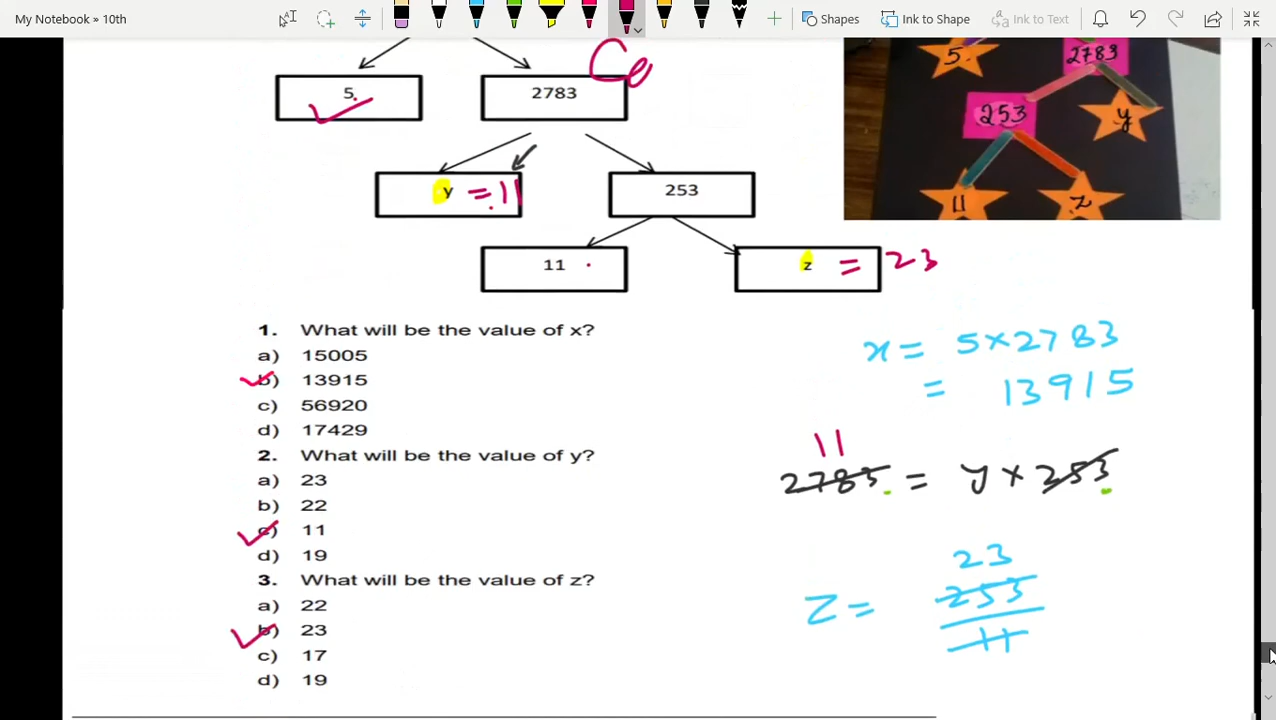 My Notebook » 10th
Shapes
Ink to Shape
Ink to Text
5
2783
5
2783
253
y
y = 11
253
11
z
11
z = 23
1. What will be the value of x?
a) 15005
b) 13915
c) 56920
d) 17429
2. What will be the value of y?
a) 23
b) 22
c) 11
d) 19
3. What will be the value of z?
a) 22
b) 23
c) 17
d) 19
x = 5×2783
= 13915
11
2783 = y × 253
23
z = 253
11